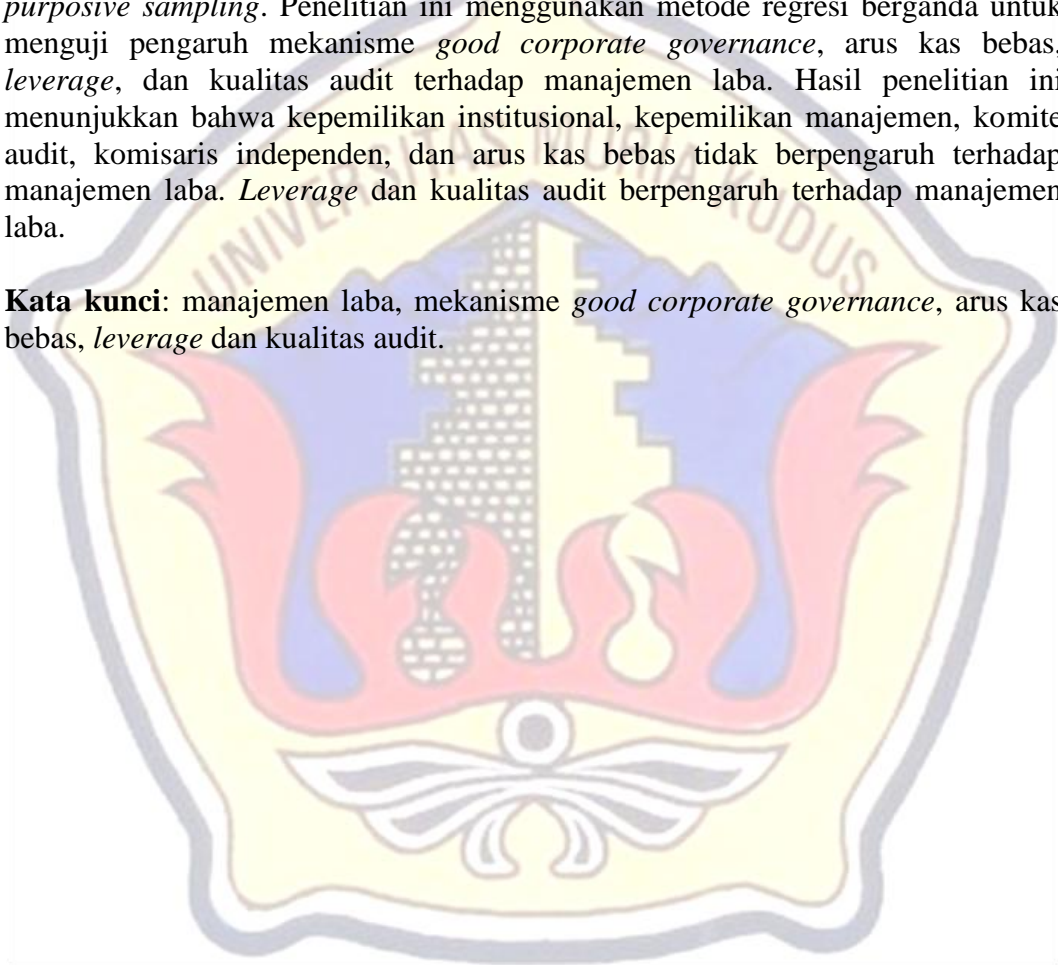 purposive sampling. Penelitian ini menggunakan metode regresi berganda untuk
menguji pengaruh mekanisme good corporate governance, arus kas bebas,
leverage, dan kualitas audit terhadap manajemen laba. Hasil penelitian ini
menunjukkan bahwa kepemilikan institusional, kepemilikan manajemen, komite
audit, komisaris independen, dan arus kas bebas tidak berpengaruh terhadap
manajemen laba. Leverage dan kualitas audit berpengaruh terhadap manajemen
laba.
UNIVERSITAS MURIA KUDUS
Kata kunci: manajemen laba, mekanisme good corporate governance, arus kas
bebas, leverage dan kualitas audit.